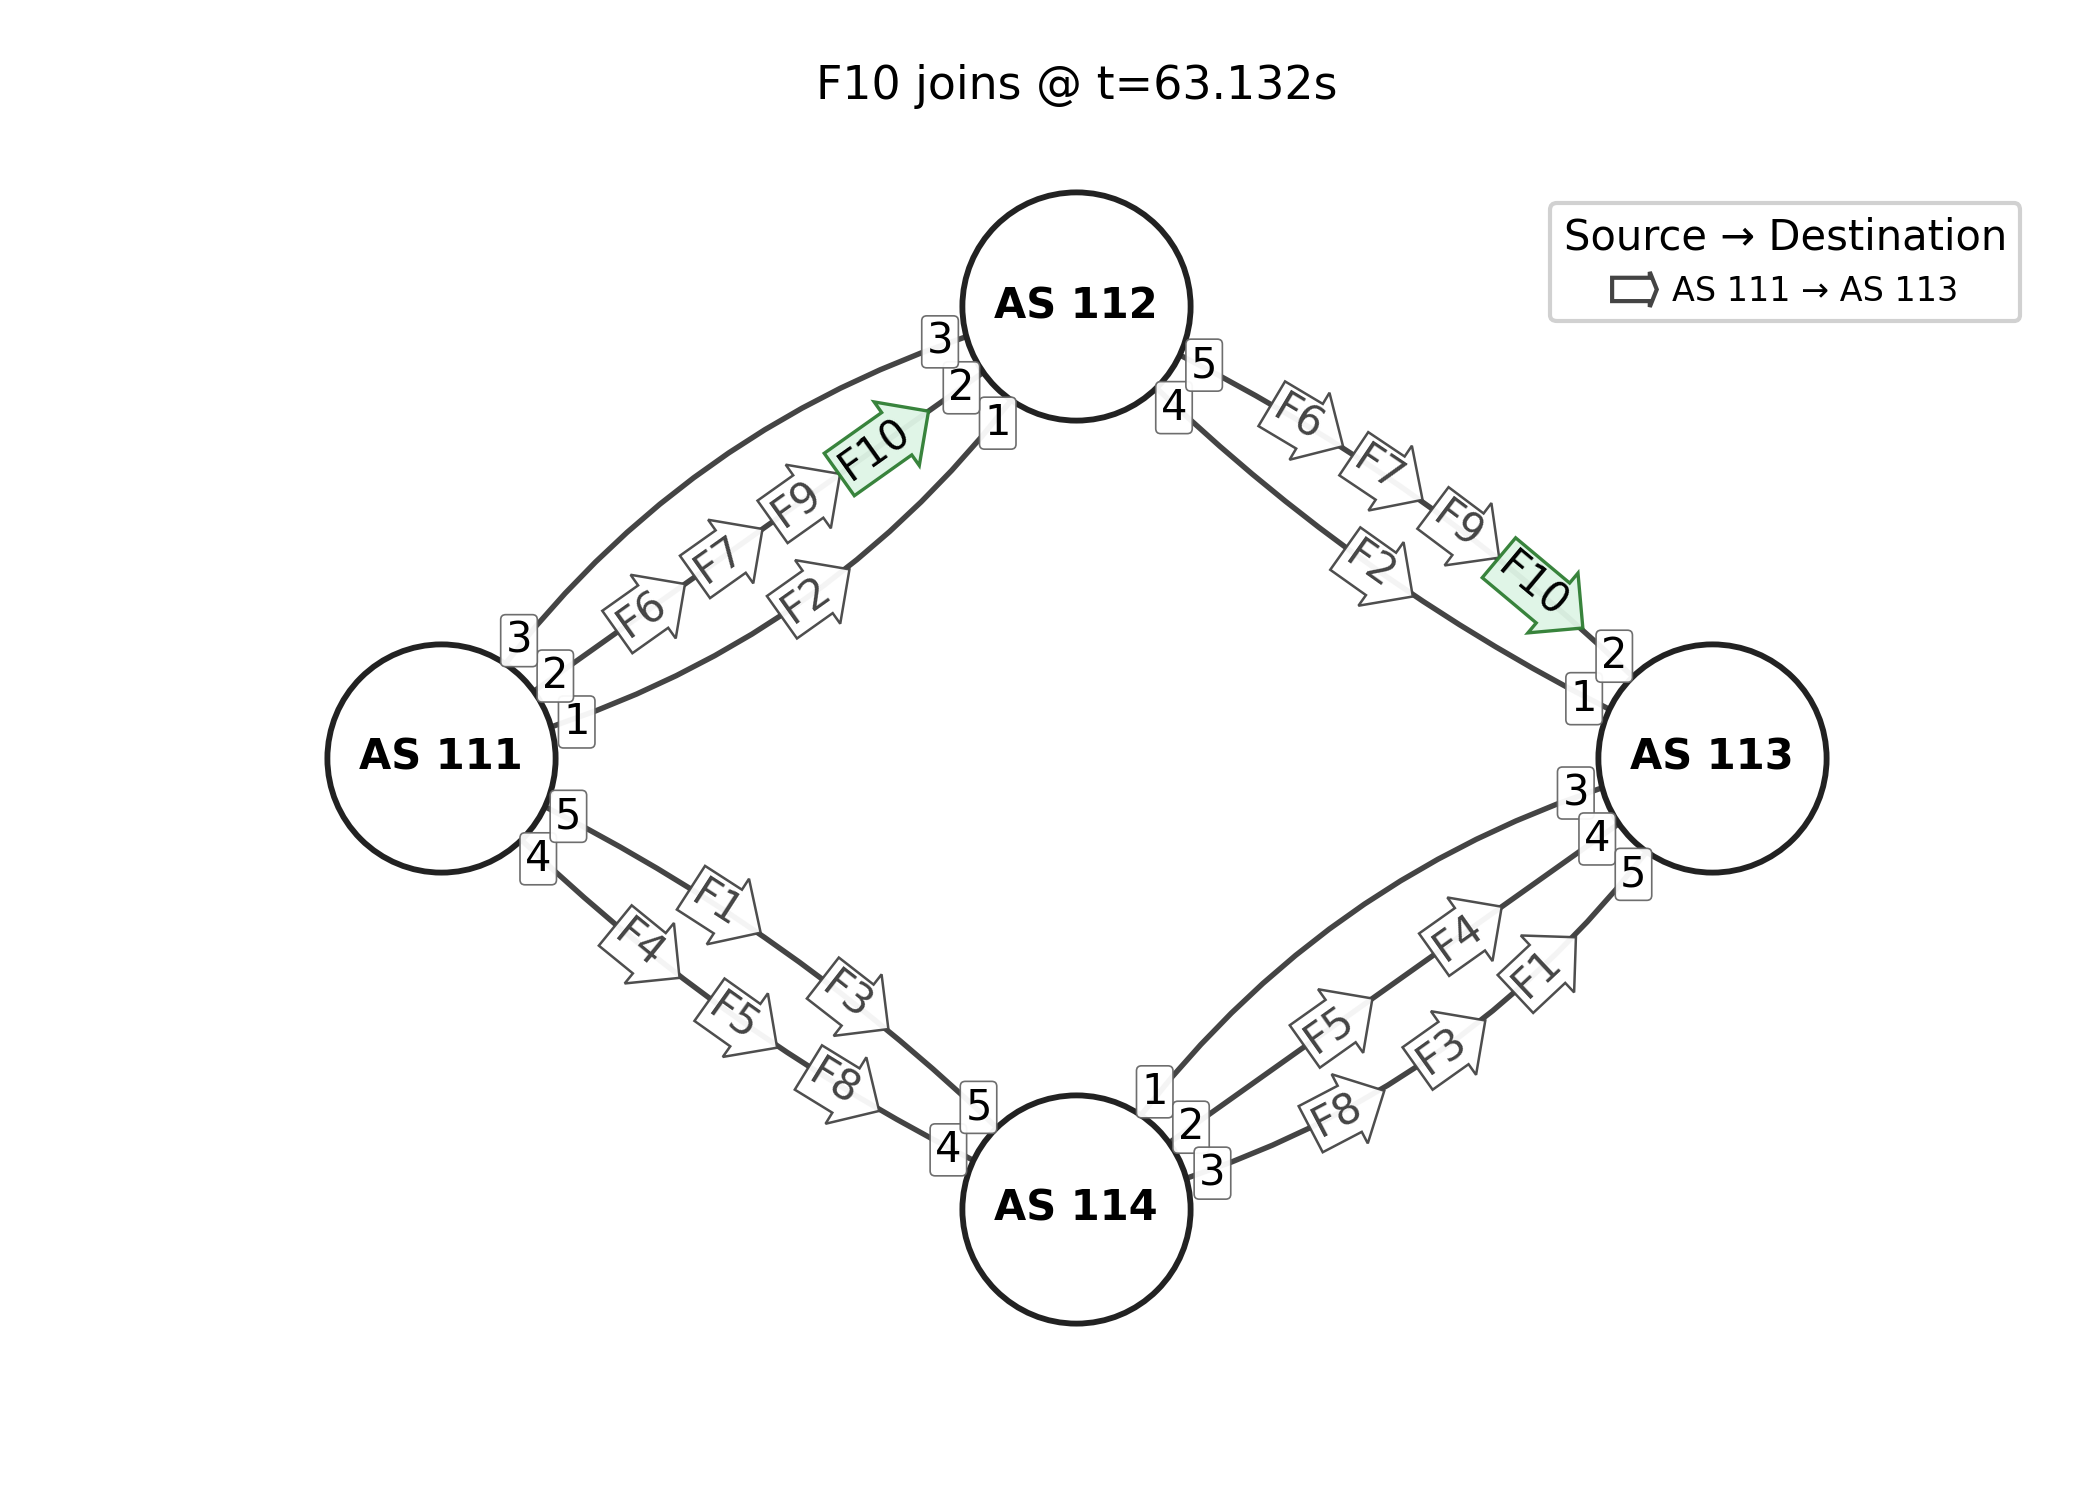 F10 joins @ t=63.132s
Source → Destination
AS 111 → AS 113
AS 112
3
2
1
5
4
F10
F9
F7
F6
F2
F6
F7
F9
F10
F2
3
2
1
AS 111
5
4
2
1
AS 113
3
4
5
F1
F3
F4
F5
F8
F4
F5
F1
F3
F8
5
4
1
2
3
AS 114